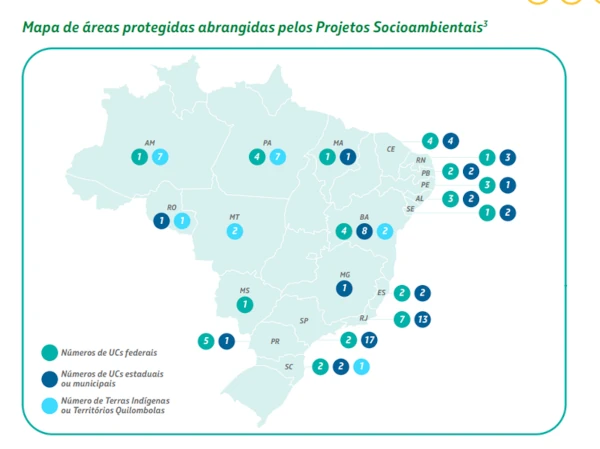 Mapa de áreas protegidas abrangidas pelos Projetos Socioambientais³
AM
1 7
PA
4 7
MA
1 1
CE
4 4
RN
1 3
PB
2 2
PE
3 1
AL
3 2
SE
1 2
RO
1 1
MT
2
BA
4 8 2
MG
1
ES
2 2
MS
1
RJ
7 13
SP
2 17
PR
5 1
SC
2 2 1
Números de UCs federais
Números de UCs estaduais
ou municipais
Número de Terras Indígenas
ou Territórios Quilombolas